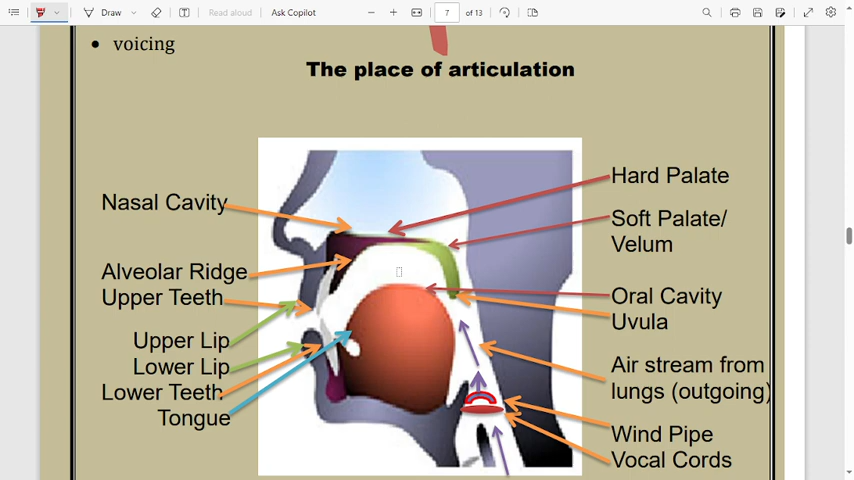 Draw
Read aloud
Ask Copilot
7
of 13
• voicing
The place of articulation
Nasal Cavity
Alveolar Ridge
Upper Teeth
Upper Lip
Lower Lip
Lower Teeth
Tongue
Hard Palate
Soft Palate/
Velum
Oral Cavity
Uvula
Air stream from
lungs (outgoing)
Wind Pipe
Vocal Cords